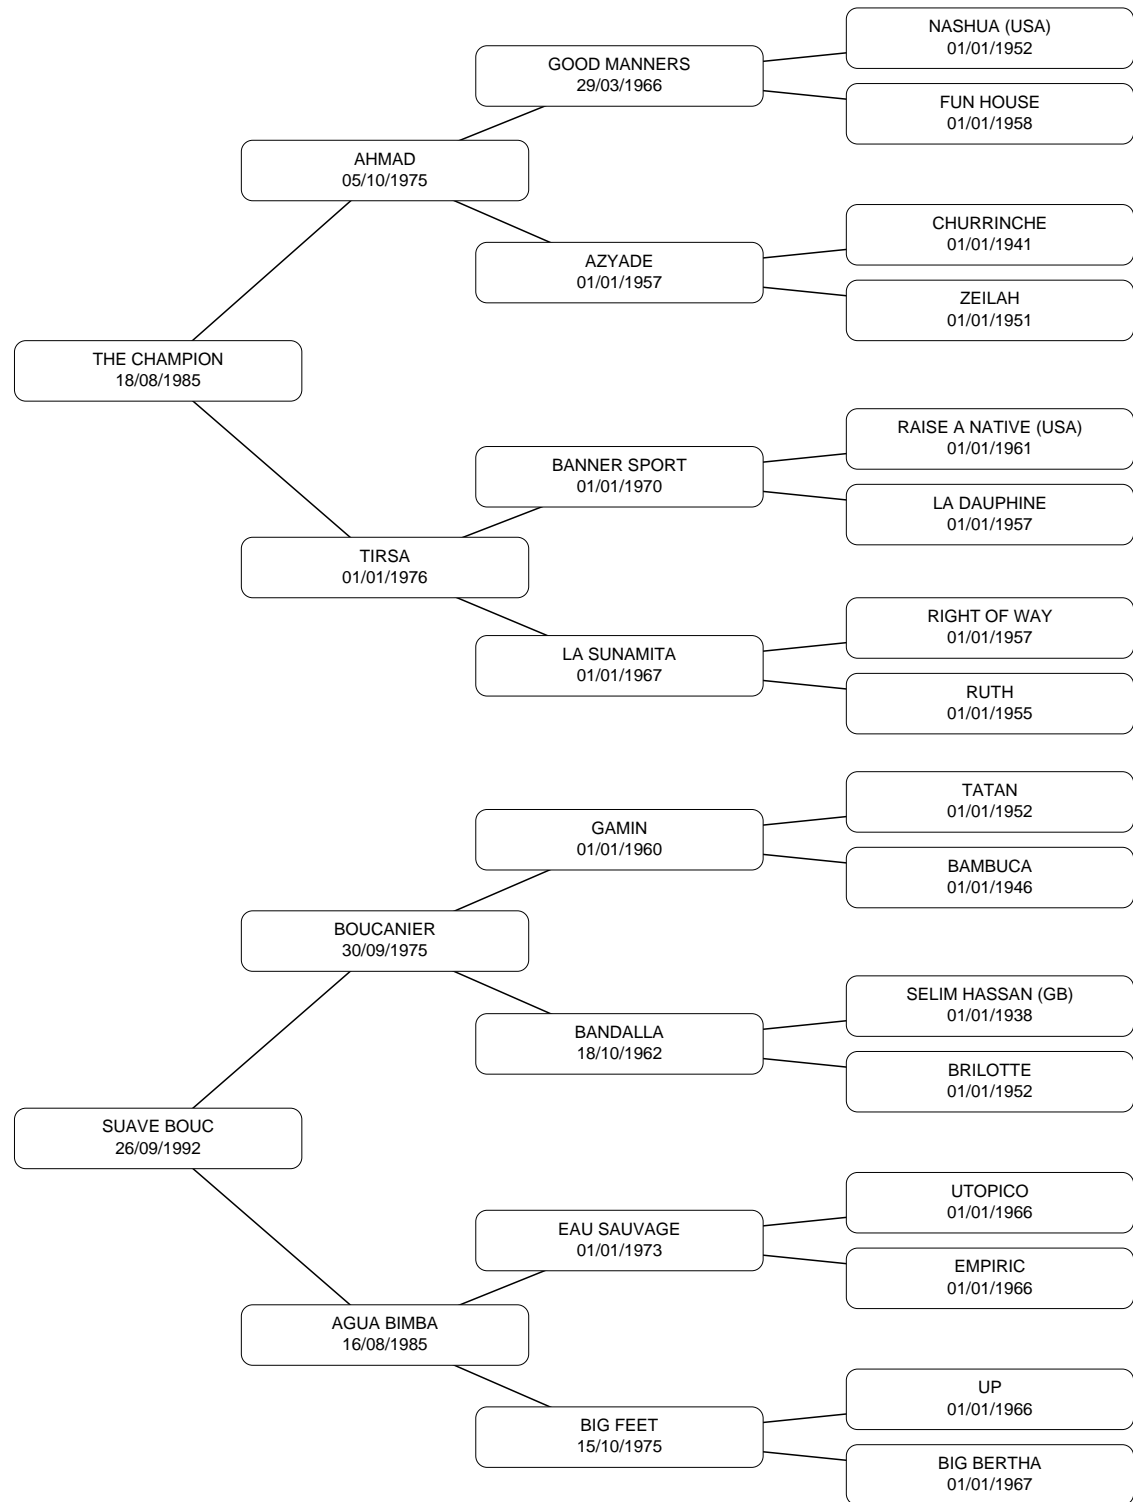 NASHUA (USA)
01/01/1952
GOOD MANNERS
29/03/1966
FUN HOUSE
01/01/1958
AHMAD
05/10/1975
CHURRINCHE
01/01/1941
AZYADE
01/01/1957
ZEILAH
01/01/1951
THE CHAMPION
18/08/1985
RAISE A NATIVE (USA)
01/01/1961
BANNER SPORT
01/01/1970
LA DAUPHINE
01/01/1957
TIRSA
01/01/1976
RIGHT OF WAY
01/01/1957
LA SUNAMITA
01/01/1967
RUTH
01/01/1955
TATAN
01/01/1952
GAMIN
01/01/1960
BAMBUCA
01/01/1946
BOUCANIER
30/09/1975
SELIM HASSAN (GB)
01/01/1938
BANDALLA
18/10/1962
BRILOTTE
01/01/1952
SUAVE BOUC
26/09/1992
UTOPICO
01/01/1966
EAU SAUVAGE
01/01/1973
EMPIRIC
01/01/1966
AGUA BIMBA
16/08/1985
UP
01/01/1966
BIG FEET
15/10/1975
BIG BERTHA
01/01/1967